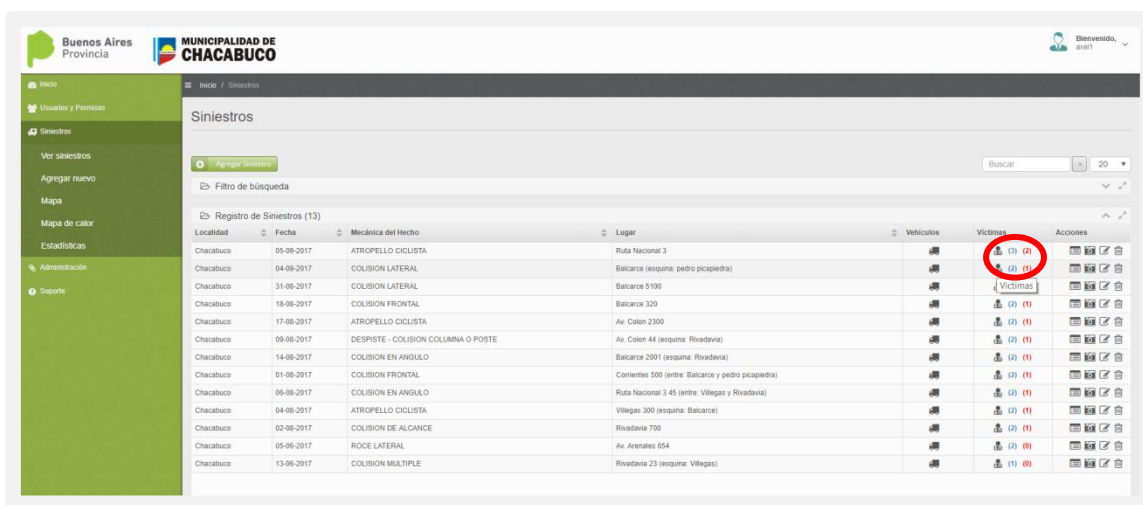 Buenos Aires
Provincia
MUNICIPALIDAD DE
CHACABUCO
Bienvenido,
axel1
Inicio
Inicio / Siniestros
Usuarios y Permisos
Siniestros
Siniestros
Ver siniestros
Agregar nuevo
Mapa
Mapa de calor
Estadísticas
Administración
Soporte
Agregar Siniestro
Buscar
20
Filtro de búsqueda
Registro de Siniestros (13)
Localidad Fecha Mecánica del Hecho Lugar Vehículos Víctimas Acciones
Chacabuco 05-09-2017 ATROPELLO CICLISTA Ruta Nacional 3 (3) (2)
Chacabuco 04-09-2017 COLISION LATERAL Balcarce (esquina: pedro picapiedra) (2) (1)
Chacabuco 31-08-2017 COLISION LATERAL Balcarce 5100
Víctimas
Chacabuco 18-08-2017 COLISION FRONTAL Balcarce 320 (2) (1)
Chacabuco 17-08-2017 ATROPELLO CICLISTA Av. Colon 2300 (2) (1)
Chacabuco 09-08-2017 DESPISTE - COLISION COLUMNA O POSTE Av. Colon 44 (esquina: Rivadavia) (2) (1)
Chacabuco 14-08-2017 COLISION EN ANGULO Balcarce 2001 (esquina: Rivadavia) (2) (1)
Chacabuco 01-08-2017 COLISION FRONTAL Corrientes 500 (entre: Balcarce y pedro picapiedra) (2) (1)
Chacabuco 06-08-2017 COLISION EN ANGULO Ruta Nacional 3 45 (entre: Villegas y Rivadavia) (2) (1)
Chacabuco 04-08-2017 ATROPELLO CICLISTA Villegas 300 (esquina: Balcarce) (2) (1)
Chacabuco 02-08-2017 COLISION DE ALCANCE Rivadavia 700 (2) (1)
Chacabuco 05-06-2017 ROCE LATERAL Av. Arenales 654 (2) (0)
Chacabuco 13-06-2017 COLISION MULTIPLE Rivadavia 23 (esquina: Villegas) (1) (0)